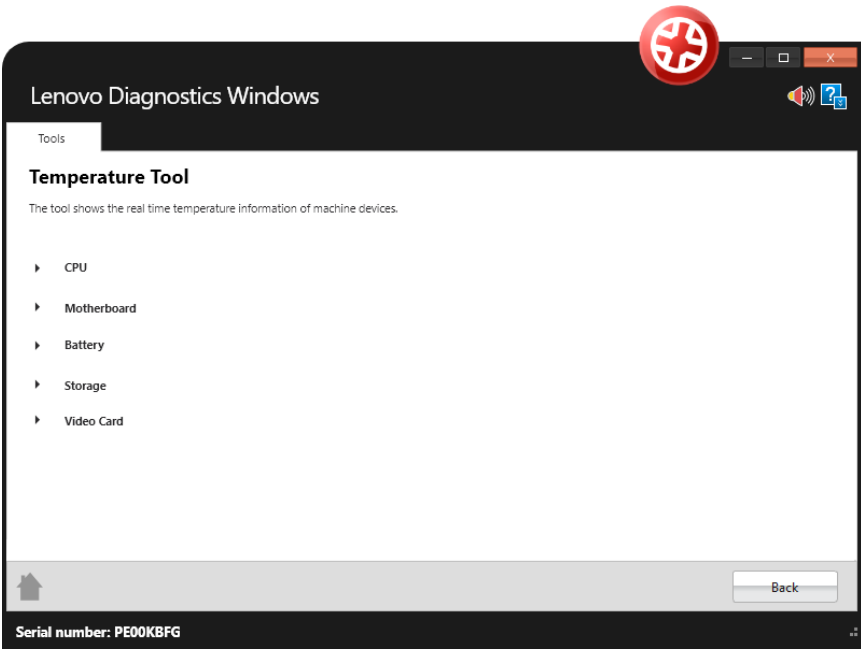 Lenovo Diagnostics Windows
Tools
Temperature Tool
The tool shows the real time temperature information of machine devices.
CPU
Motherboard
Battery
Storage
Video Card
Back
Serial number: PE00KBFG